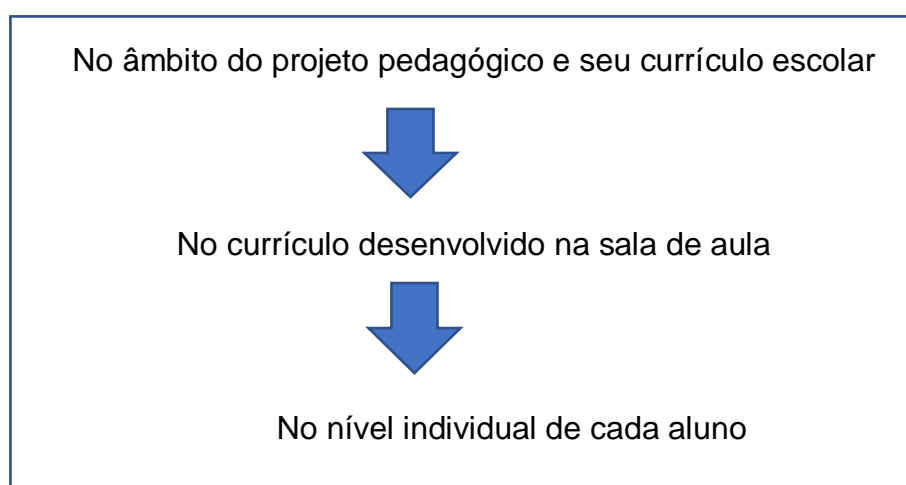 No âmbito do projeto pedagógico e seu currículo escolar
No currículo desenvolvido na sala de aula
No nível individual de cada aluno